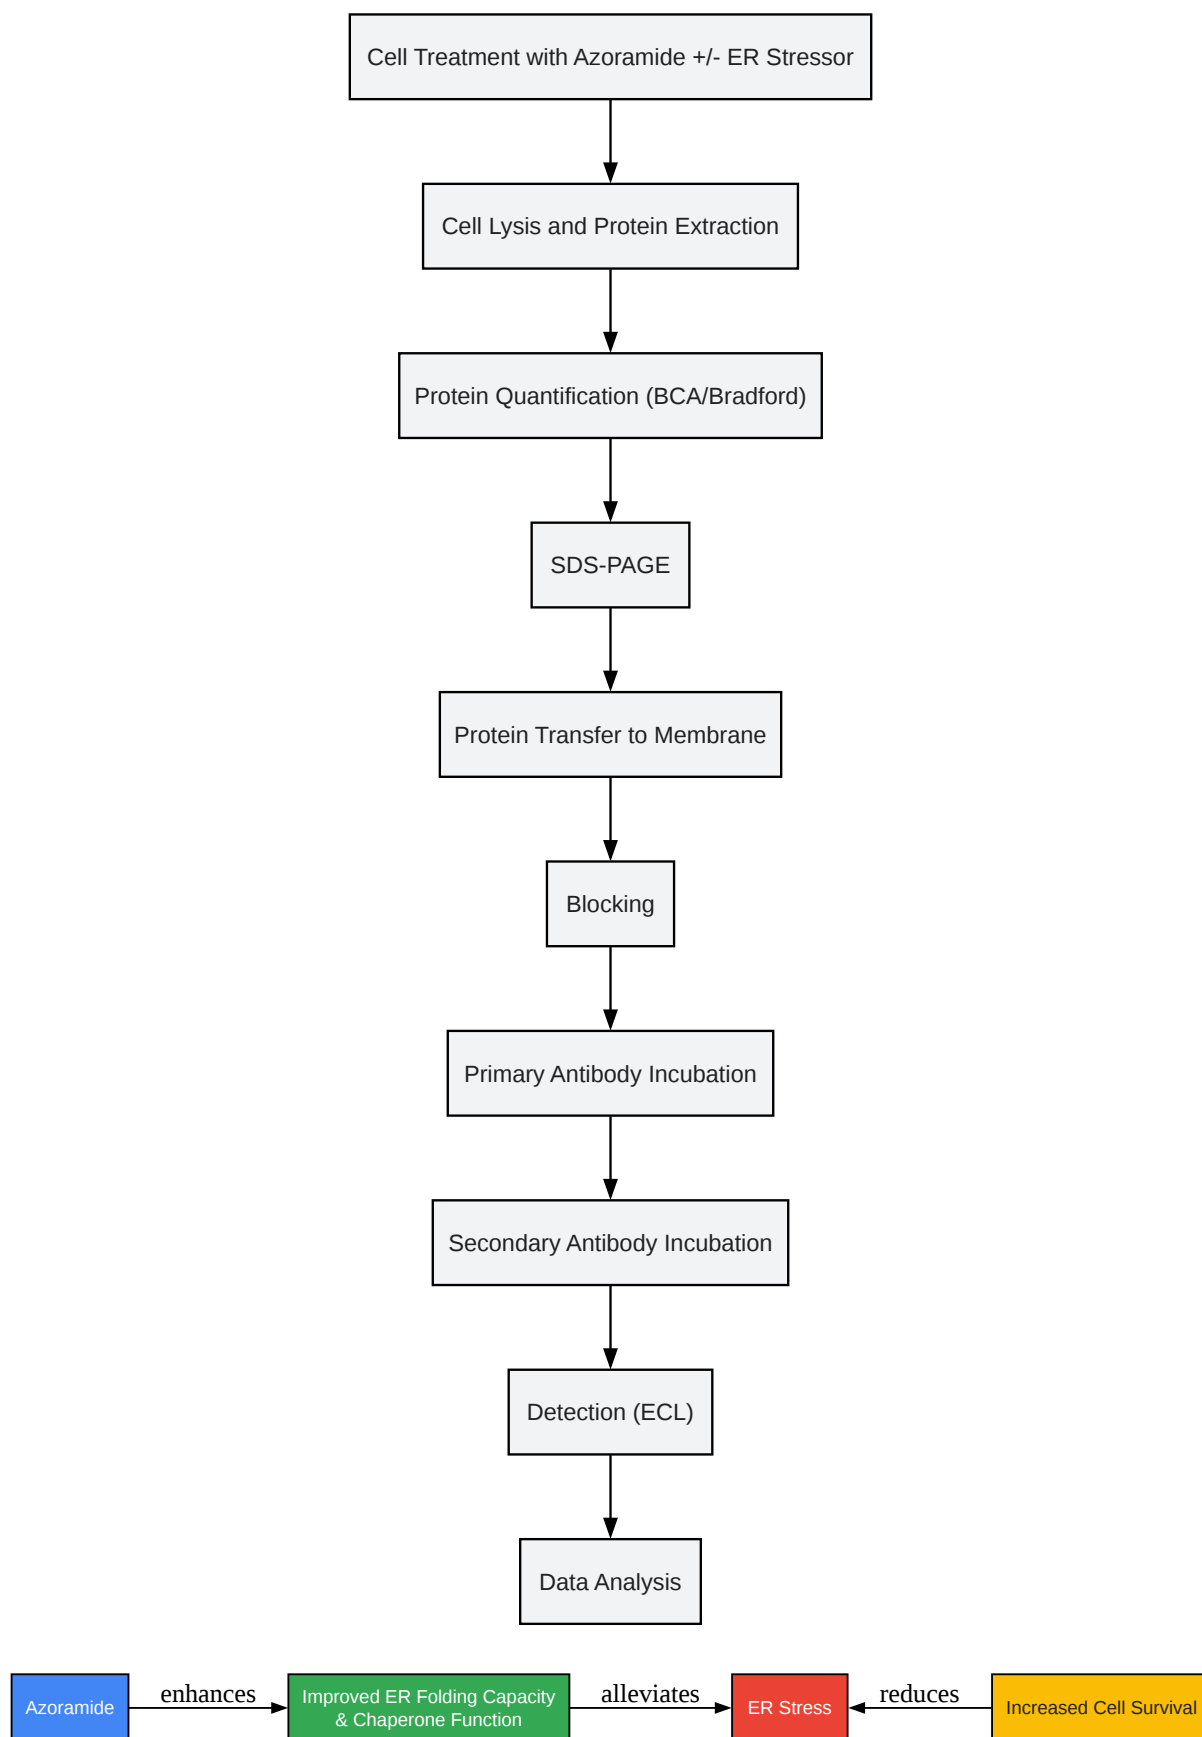 Cell Treatment with Azoramide +/- ER Stressor
Cell Lysis and Protein Extraction
Protein Quantification (BCA/Bradford)
SDS-PAGE
Protein Transfer to Membrane
Blocking
Primary Antibody Incubation
Secondary Antibody Incubation
Detection (ECL)
Data Analysis
Azoramide
enhances
Improved ER Folding Capacity
& Chaperone Function
alleviates
ER Stress
reduces
Increased Cell Survival